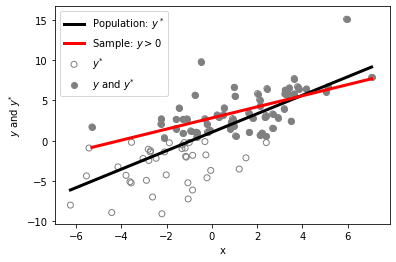 15
10
5
0
−5
−10
y and y*
Population: y*
Sample: y > 0
y*
y and y*
−6 −4 −2 0 2 4 6
x